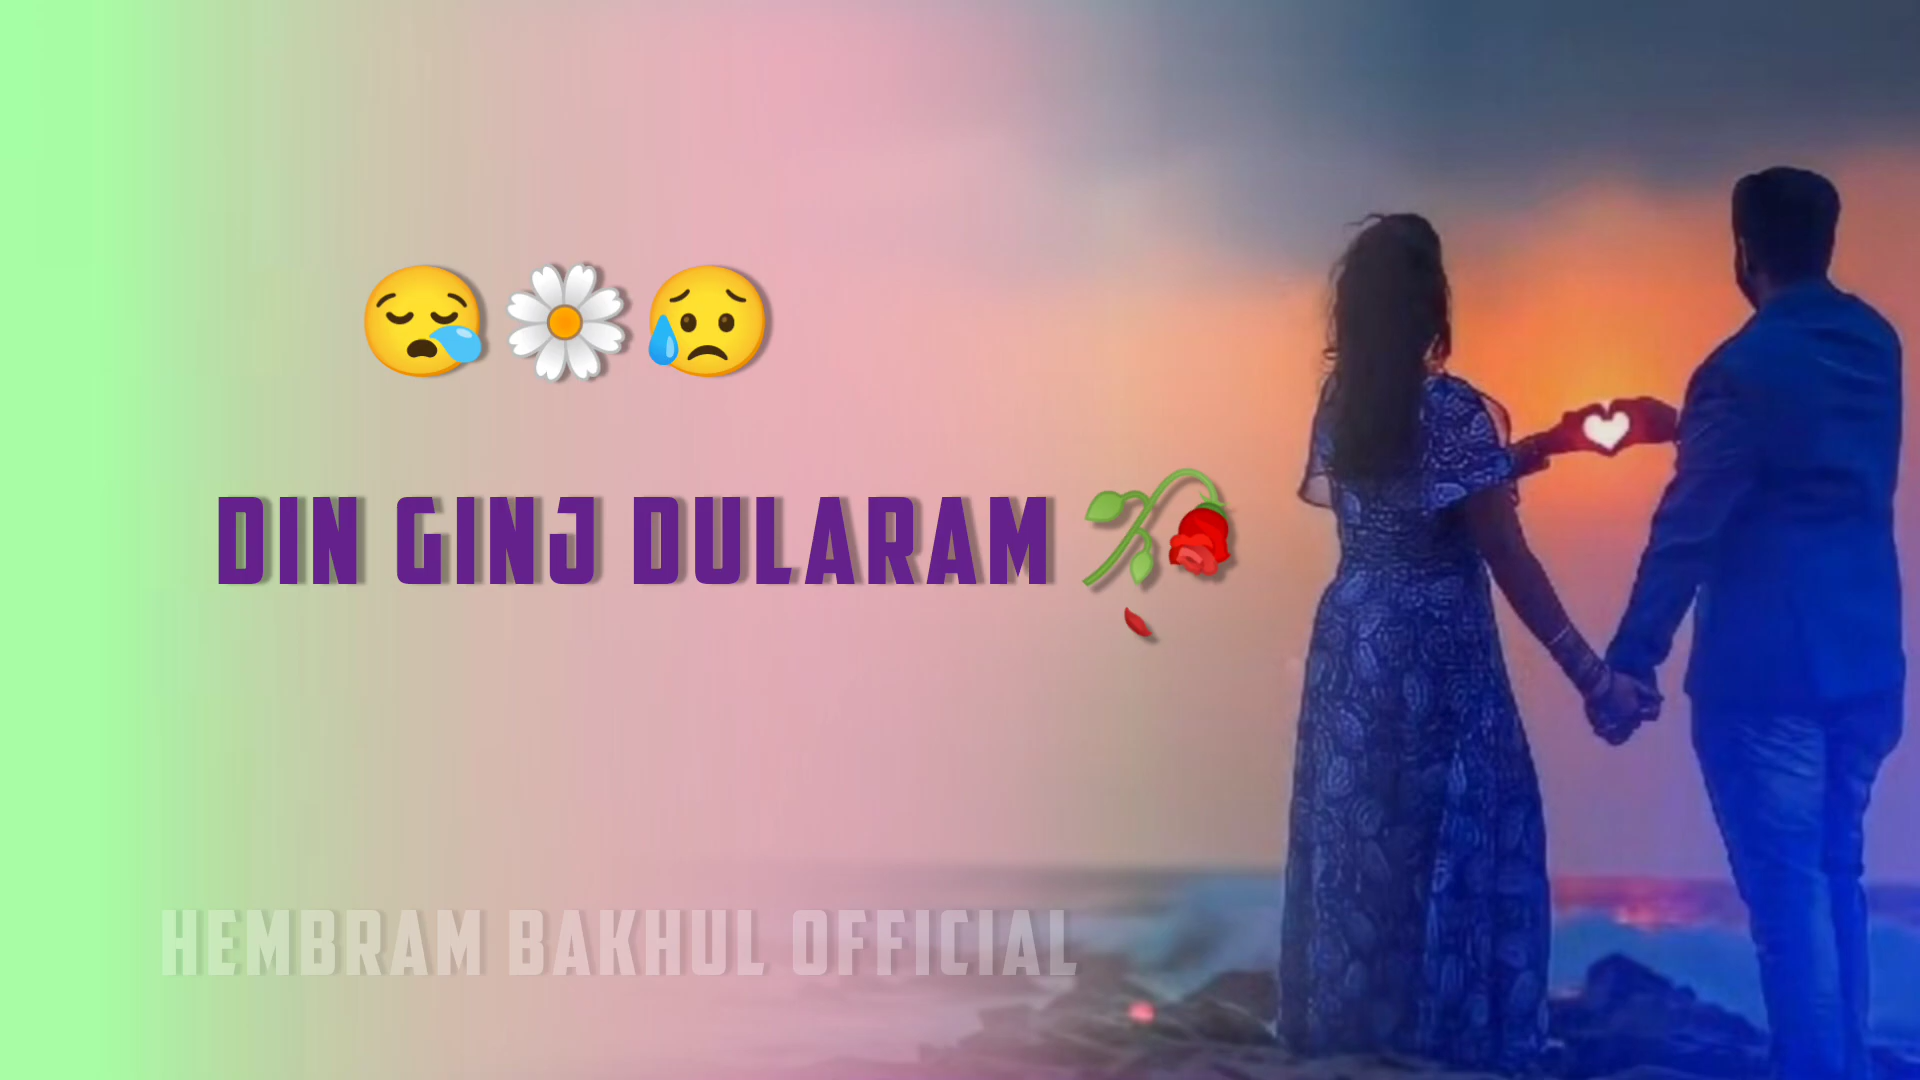 😪🌼😥
DIN GINJ DULARAM 🥀
HEMBRAM BAKHUL OFFICIAL